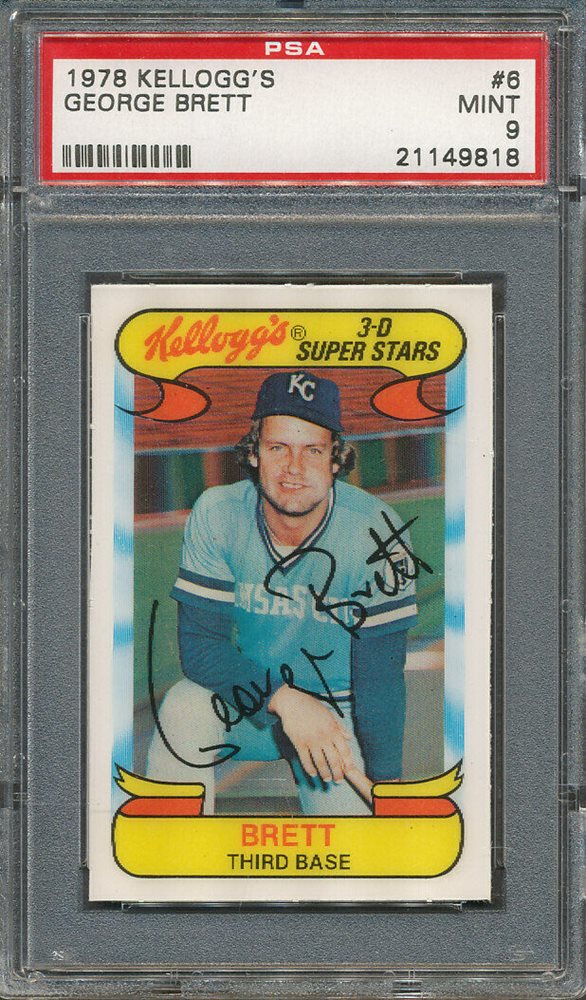 PSA
1978 KELLOGG'S #6
GEORGE BRETT MINT
9
21149818
Kellogg's® 3-D
SUPER STARS
KC
George Brett
BRETT
THIRD BASE